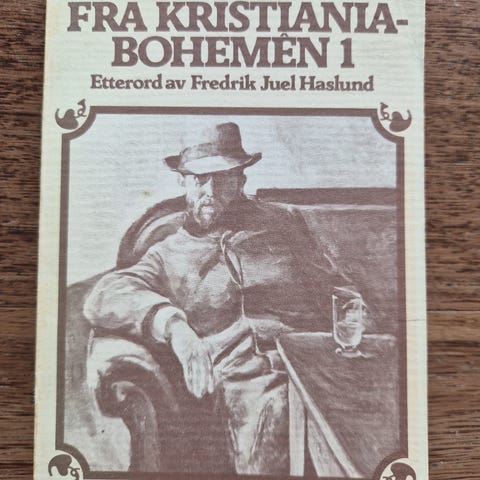 FRA KRISTIANIA-
BOHEMÊN 1
Etterord av Fredrik Juel Haslund